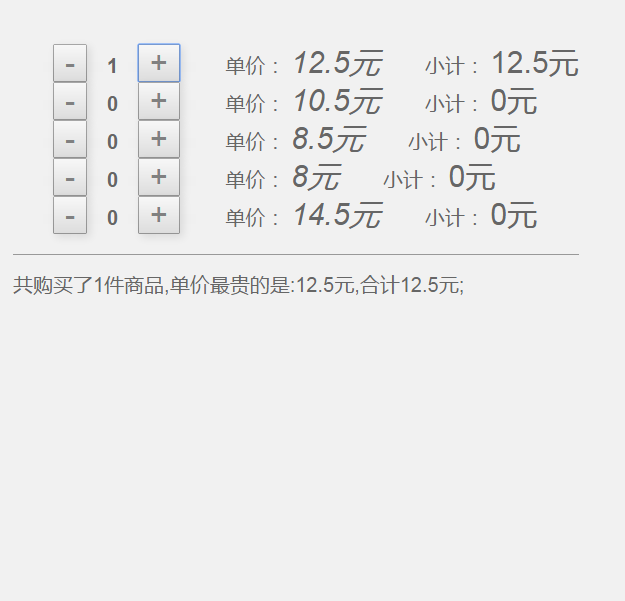 - 1 + 单价： 12.5元 小计： 12.5元
- 0 + 单价： 10.5元 小计： 0元
- 0 + 单价： 8.5元 小计： 0元
- 0 + 单价： 8元 小计： 0元
- 0 + 单价： 14.5元 小计： 0元
共购买了1件商品,单价最贵的是:12.5元,合计12.5元;